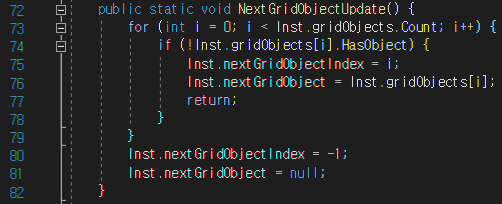 72 public static void NextGridObjectUpdate() {
73 for (int i = 0; i < Inst.gridObjects.Count; i++) {
74 if (!Inst.gridObjects[i].HasObject) {
75 Inst.nextGridObjectIndex = i;
76 Inst.nextGridObject = Inst.gridObjects[i];
77 return;
78 }
79 }
80 Inst.nextGridObjectIndex = -1;
81 Inst.nextGridObject = null;
82 }